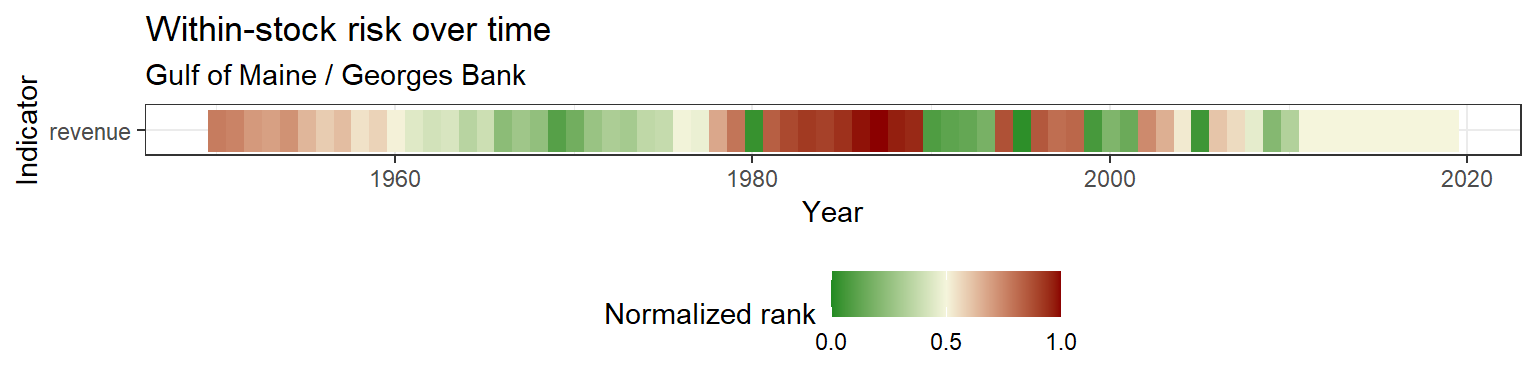 Within-stock risk over time
Gulf of Maine / Georges Bank
Indicator
revenue
1960 1980 2000 2020
Year
Normalized rank
0.0 0.5 1.0